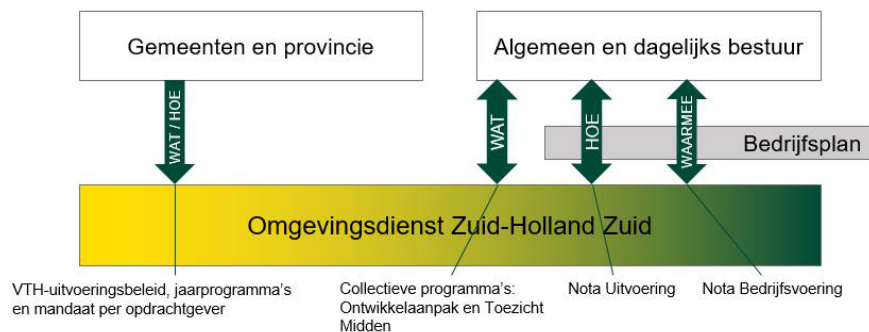 Gemeenten en provincie
Algemeen en dagelijks bestuur
WAT / HOE
WAT
HOE
WAARMEE
Bedrijfsplan
Omgevingsdienst Zuid-Holland Zuid
VTH-uitvoeringsbeleid, jaarprogramma's
en mandaat per opdrachtgever
Collectieve programma's:
Ontwikkelaanpak en Toezicht
Midden
Nota Uitvoering
Nota Bedrijfsvoering